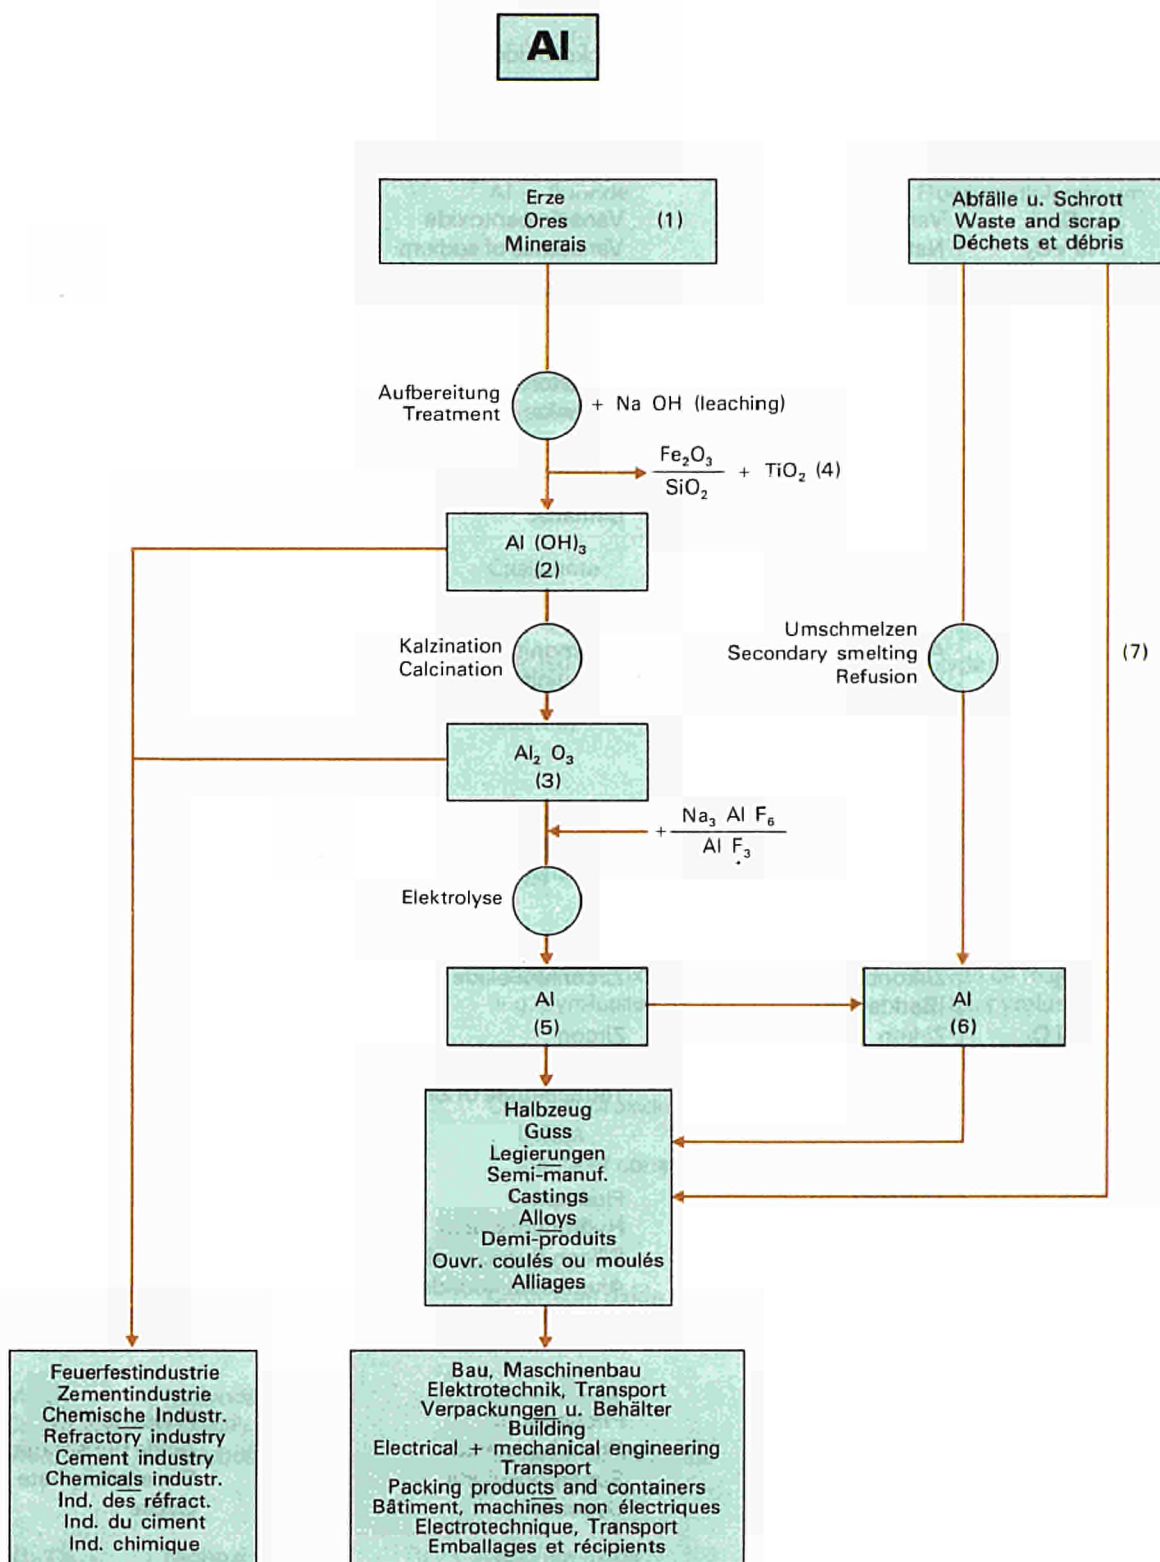 Al
Erze
Ores (1)
Minerais
Abfälle u. Schrott
Waste and scrap
Déchets et débris
Aufbereitung
Treatment
+ Na OH (leaching)
Fe₂O₃
SiO₂
+ TiO₂ (4)
Al (OH)₃
(2)
Kalzination
Calcination
Umschmelzen
Secondary smelting
Refusion
(7)
Al₂ O₃
(3)
+ Na₃ Al F₆
Al F₃
Elektrolyse
Al
(5)
Al
(6)
Halbzeug
Guss
Legierungen
Semi-manuf.
Castings
Alloys
Demi-produits
Ouvr. coulés ou moulés
Alliages
Feuerfestindustrie
Zementindustrie
Chemische Industr.
Refractory industry
Cement industry
Chemicals industr.
Ind. des réfract.
Ind. du ciment
Ind. chimique
Bau, Maschinenbau
Elektrotechnik, Transport
Verpackungen u. Behälter
Building
Electrical + mechanical engineering
Transport
Packing products and containers
Bâtiment, machines non électriques
Electrotechnique, Transport
Emballages et récipients